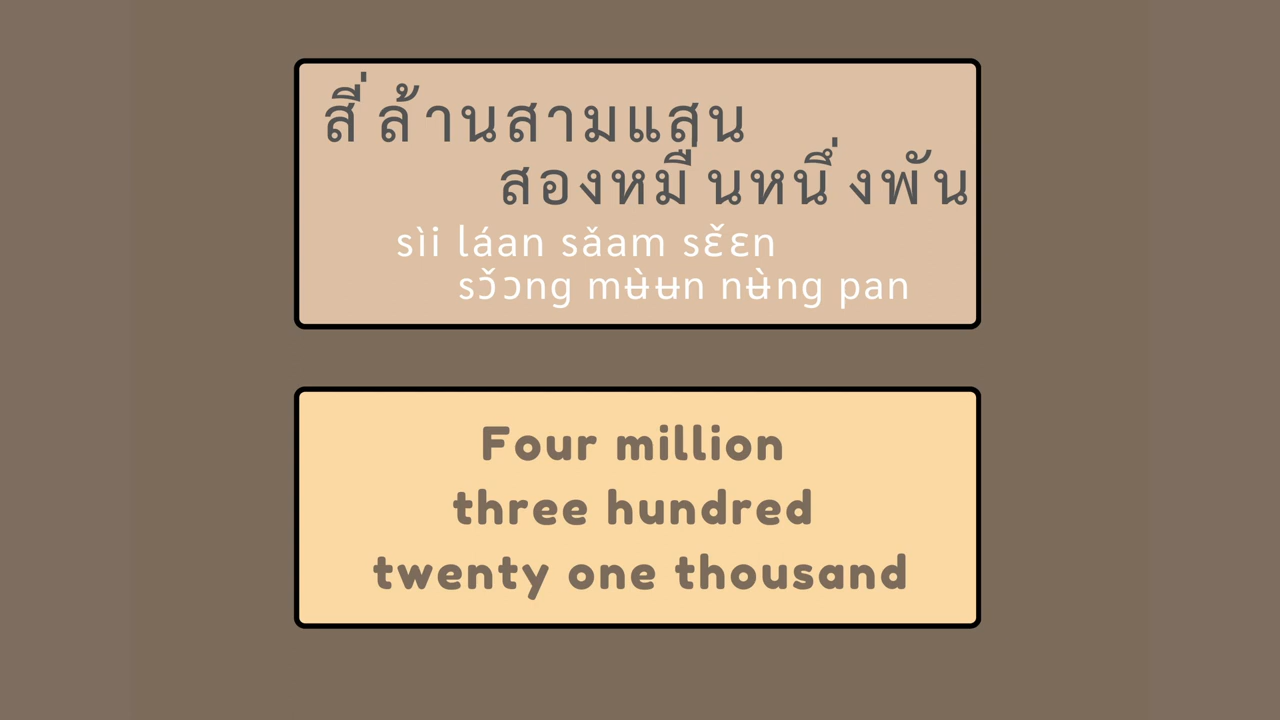 สี่ล้านสามแสน
สองหมื่นหนึ่งพัน
sìi láan sǎam sɛ̌ɛn
sɔ̌ɔng mʉ̀ʉn nʉ̀ng pan
Four million
three hundred
twenty one thousand